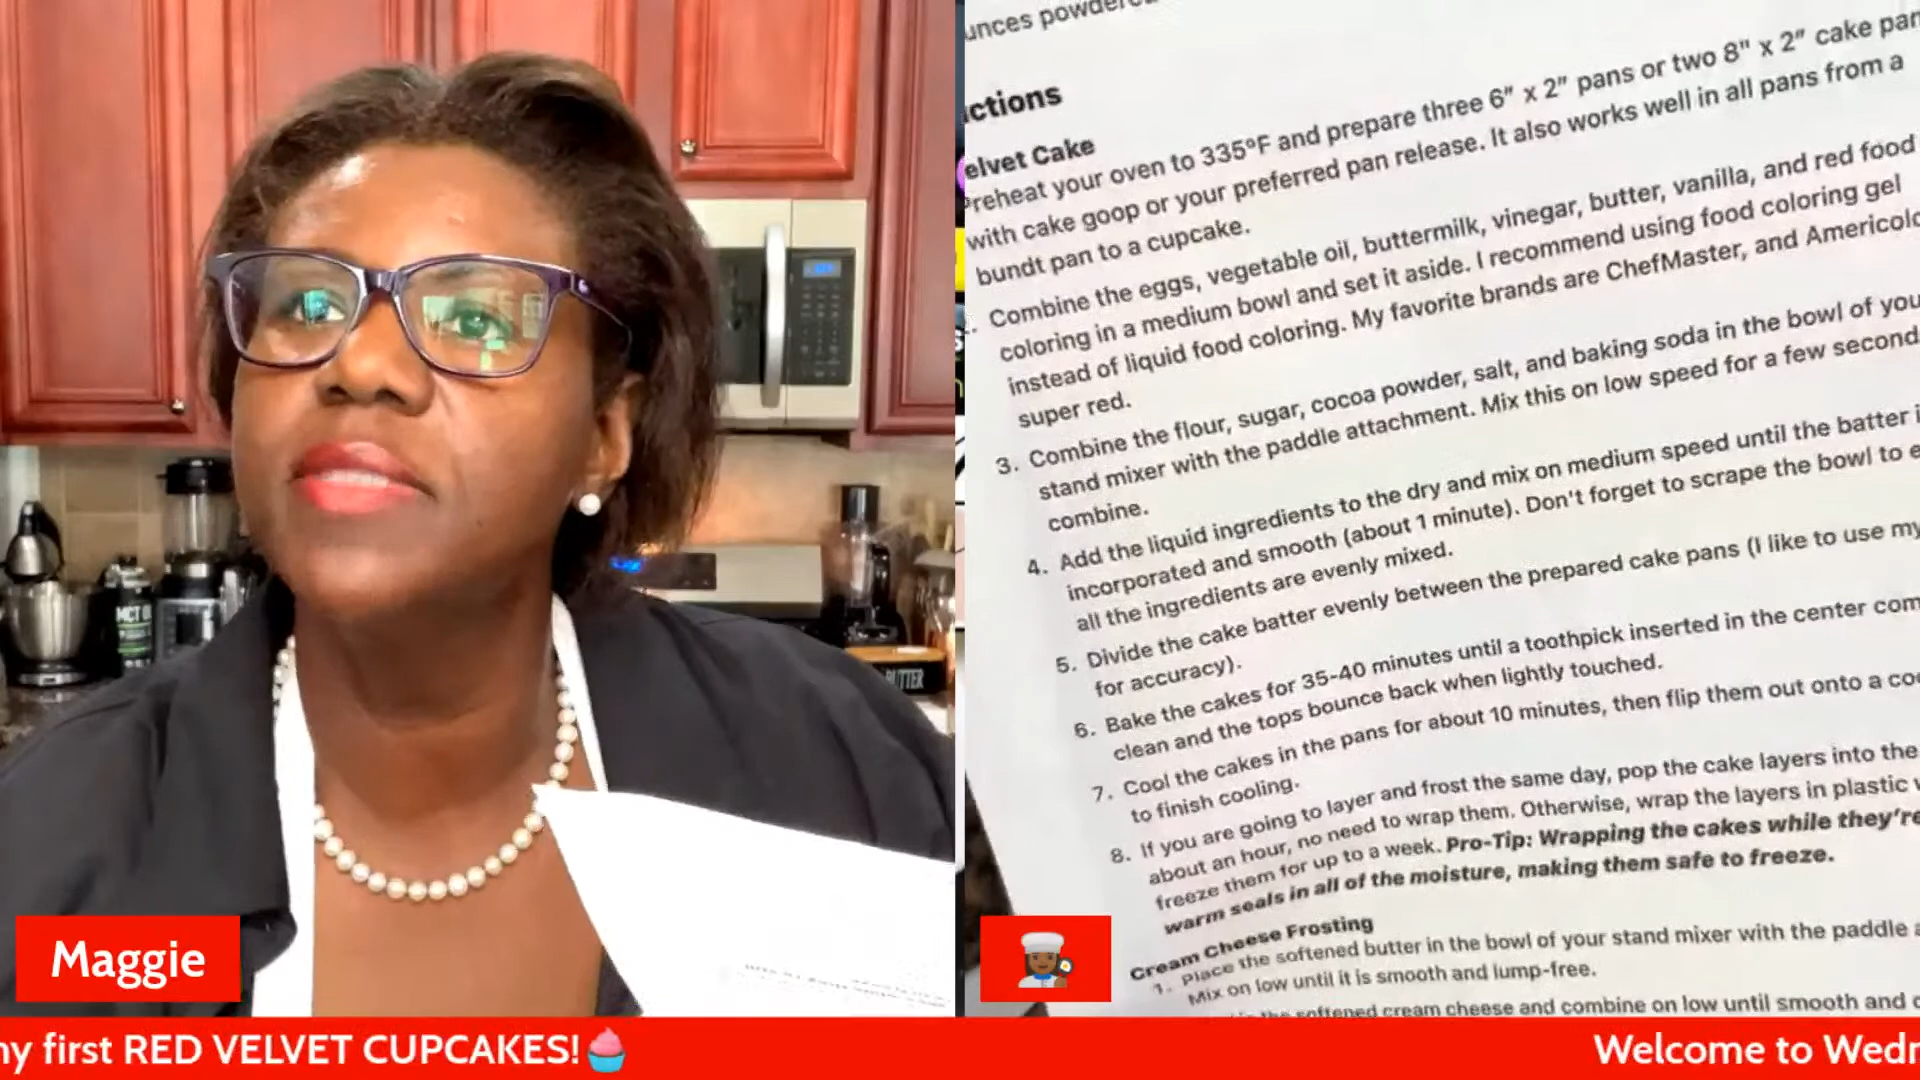 unces powdered
ctions
elvet Cake
Preheat your oven to 335°F and prepare three 6" x 2" pans or two 8" x 2" cake pan
with cake goop or your preferred pan release. It also works well in all pans from a
bundt pan to a cupcake.
Combine the eggs, vegetable oil, buttermilk, vinegar, butter, vanilla, and red food
coloring in a medium bowl and set it aside. I recommend using food coloring gel
instead of liquid food coloring. My favorite brands are ChefMaster, and Americolo
super red.
3. Combine the flour, sugar, cocoa powder, salt, and baking soda in the bowl of you
stand mixer with the paddle attachment. Mix this on low speed for a few second
combine.
4. Add the liquid ingredients to the dry and mix on medium speed until the batter i
incorporated and smooth (about 1 minute). Don't forget to scrape the bowl to e
all the ingredients are evenly mixed.
5. Divide the cake batter evenly between the prepared cake pans (I like to use my
for accuracy).
6. Bake the cakes for 35-40 minutes until a toothpick inserted in the center com
clean and the tops bounce back when lightly touched.
7. Cool the cakes in the pans for about 10 minutes, then flip them out onto a coo
to finish cooling.
8. If you are going to layer and frost the same day, pop the cake layers into the
about an hour, no need to wrap them. Otherwise, wrap the layers in plastic w
freeze them for up to a week. Pro-Tip: Wrapping the cakes while they're
warm seals in all of the moisture, making them safe to freeze.
Cream Cheese Frosting
1. Place the softened butter in the bowl of your stand mixer with the paddle a
Mix on low until it is smooth and lump-free.
softened cream cheese and combine on low until smooth and c
MCT OIL
BUTTER
Maggie
ny first RED VELVET CUPCAKES!
Welcome to Wedn